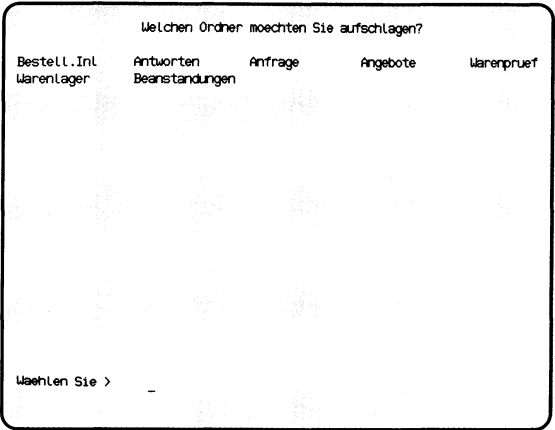 Welchen Ordner moechten Sie aufschlagen?
Bestell.Inl Antworten Anfrage Angebote Warenpruef
Warenlager Beanstandungen
Waehlen Sie > _